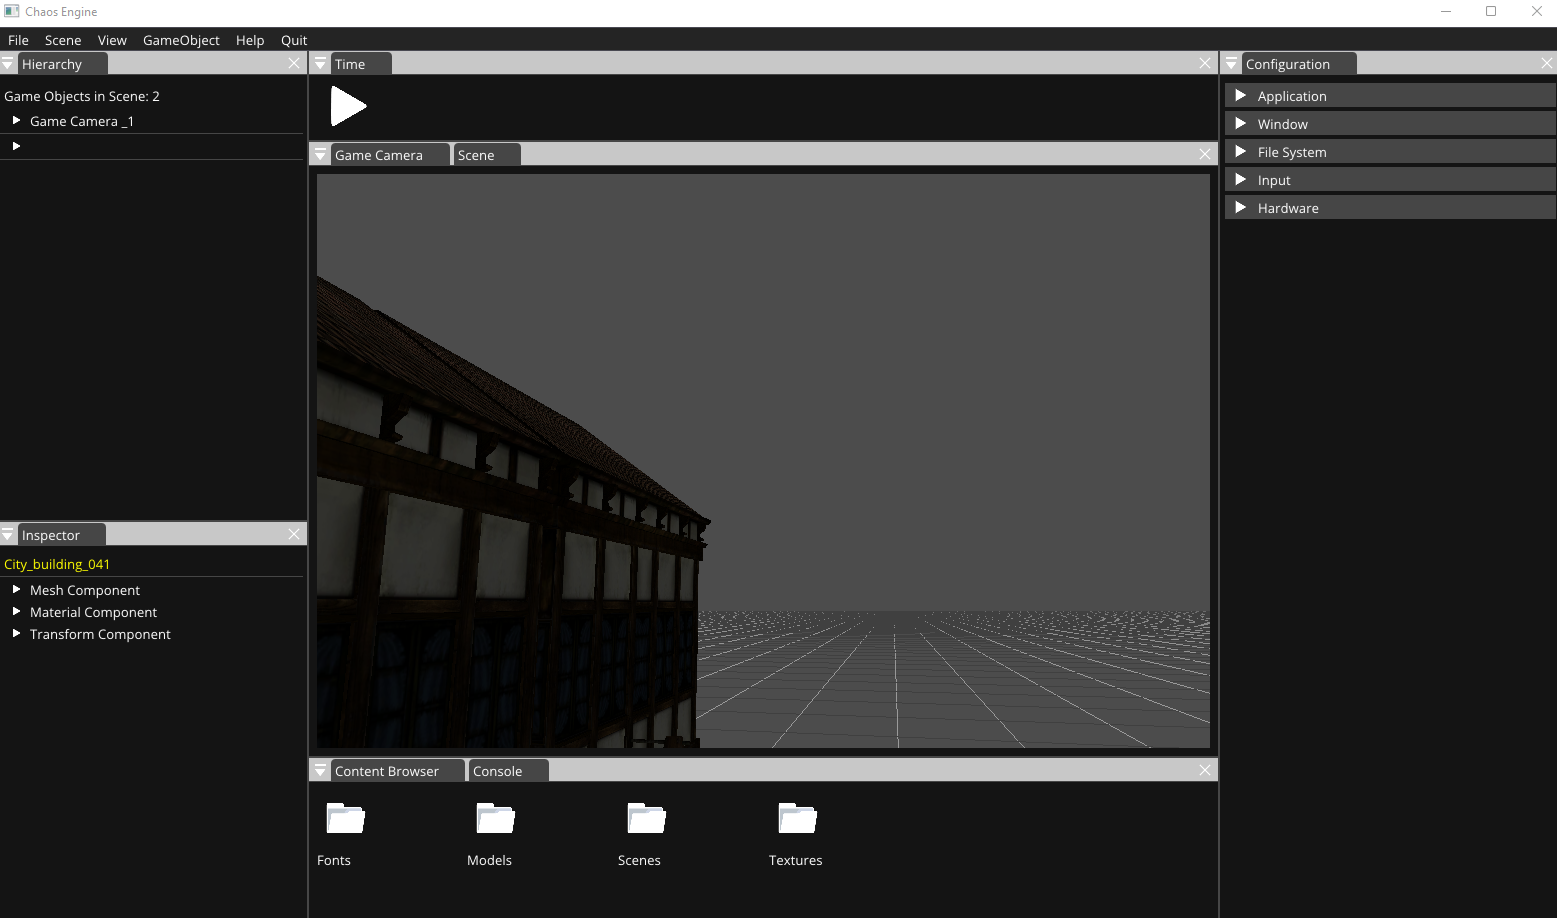 Chaos Engine
File Scene View GameObject Help Quit
Hierarchy
Game Objects in Scene: 2
Game Camera _1
Inspector
City_building_041
Mesh Component
Material Component
Transform Component
Time
Game Camera Scene
Content Browser Console
Fonts Models Scenes Textures
Configuration
Application
Window
File System
Input
Hardware